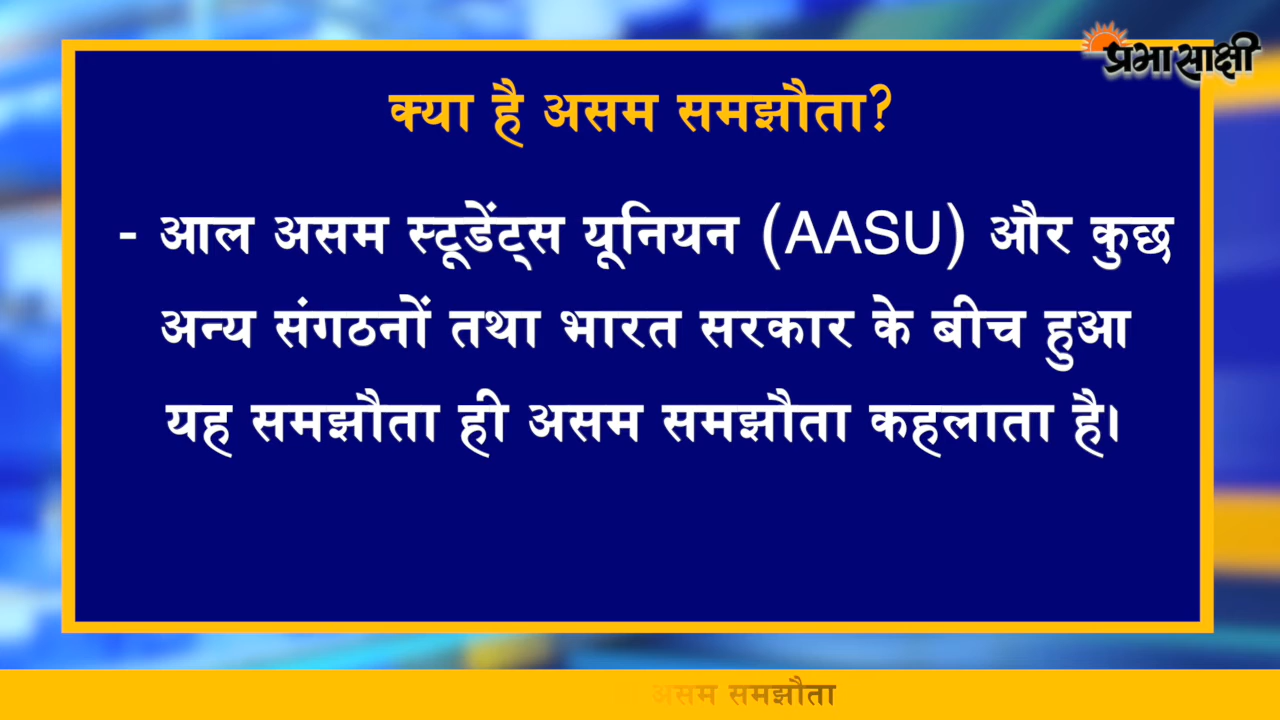 प्रभासाक्षी
क्या है असम समझौता?
- आल असम स्टूडेंट्स यूनियन (AASU) और कुछ
अन्य संगठनों तथा भारत सरकार के बीच हुआ
यह समझौता ही असम समझौता कहलाता है।
असम समझौता